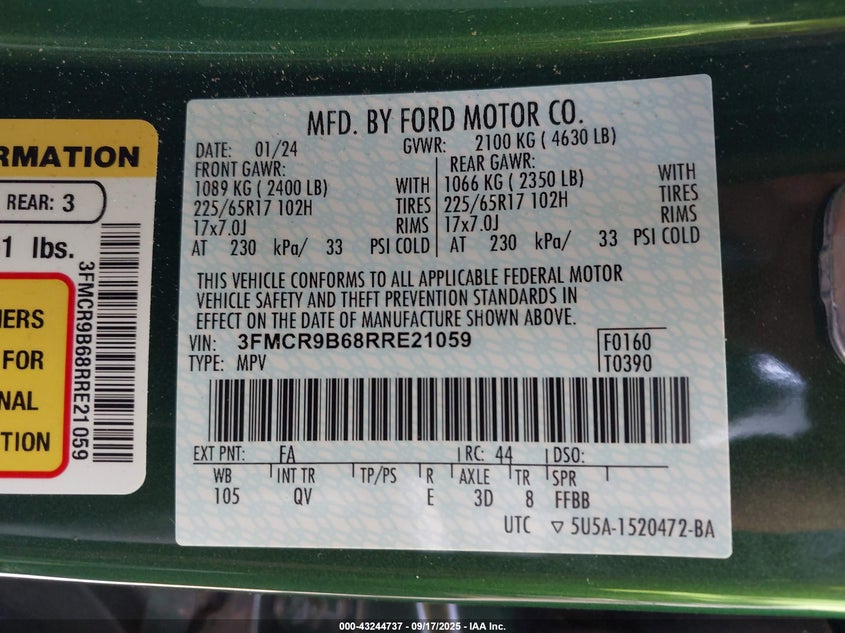 RMATION
REAR: 3
1 lbs.
3FMCR9B68RRE21059
NERS
FOR
NAL
TION
MFD. BY FORD MOTOR CO.
DATE: 01/24 GVWR: 2100 KG ( 4630 LB)
FRONT GAWR: REAR GAWR:
1089 KG ( 2400 LB) WITH 1066 KG ( 2350 LB) WITH
225/65R17 102H TIRES 225/65R17 102H TIRES
17x7.0J RIMS 17x7.0J RIMS
AT 230 kPa/ 33 PSI COLD AT 230 kPa/ 33 PSI COLD
THIS VEHICLE CONFORMS TO ALL APPLICABLE FEDERAL MOTOR
VEHICLE SAFETY AND THEFT PREVENTION STANDARDS IN
EFFECT ON THE DATE OF MANUFACTURE SHOWN ABOVE.
VIN: 3FMCR9B68RRE21059 F0160
TYPE: MPV T0390
EXT PNT: FA RC: 44 DSO:
WB INT TR TP/PS R AXLE TR SPR
105 QV E 3D 8 FFBB
UTC ▽ 5U5A-1520472-BA
000-43244737 - 09/17/2025 - IAA Inc.